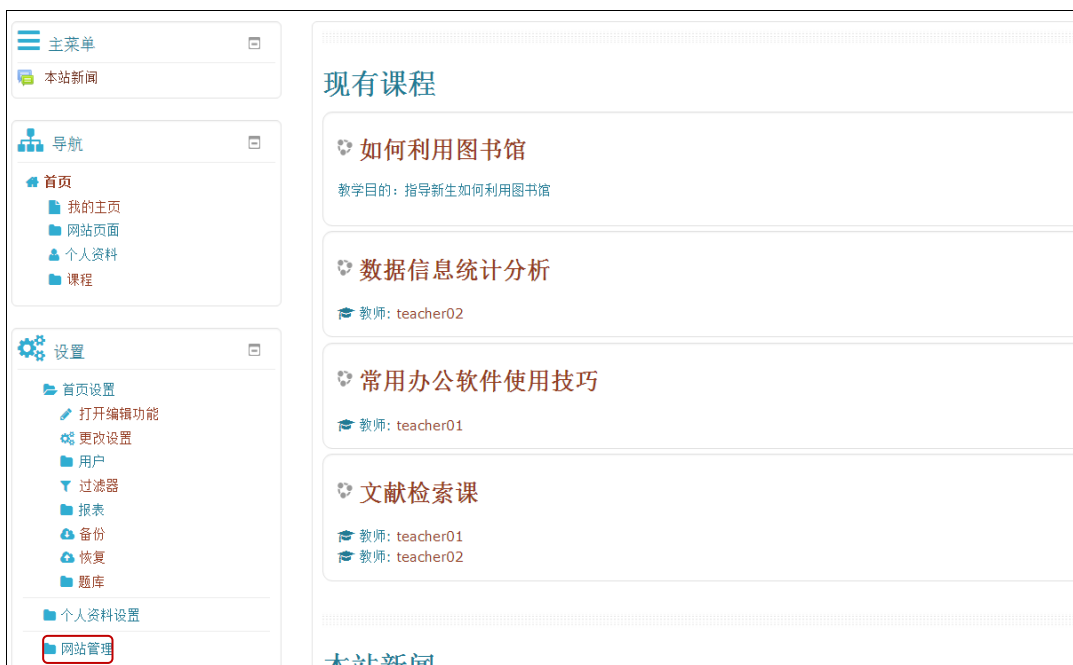 主菜单
本站新闻
导航
首页
我的主页
网站页面
个人资料
课程
设置
首页设置
打开编辑功能
更改设置
用户
过滤器
报表
备份
恢复
题库
个人资料设置
网站管理
现有课程
如何利用图书馆
教学目的：指导新生如何利用图书馆
数据信息统计分析
教师: teacher02
常用办公软件使用技巧
教师: teacher01
文献检索课
教师: teacher01
教师: teacher02
本站新闻